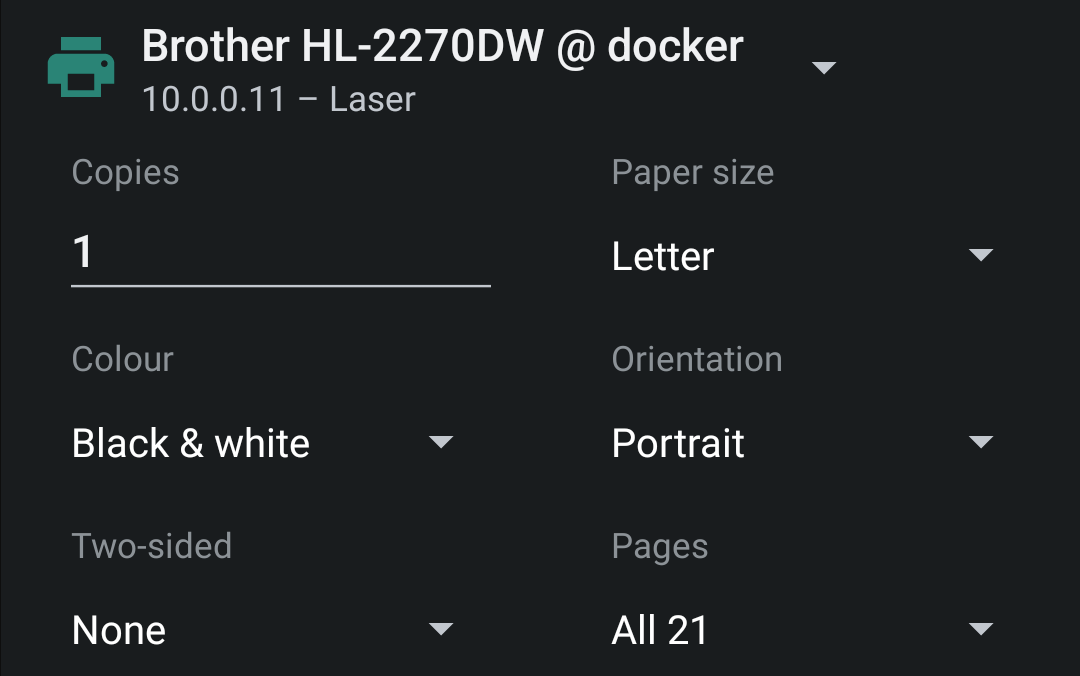 Brother HL-2270DW @ docker
10.0.0.11 – Laser
Copies
1
Paper size
Letter
Colour
Black & white
Orientation
Portrait
Two-sided
None
Pages
All 21